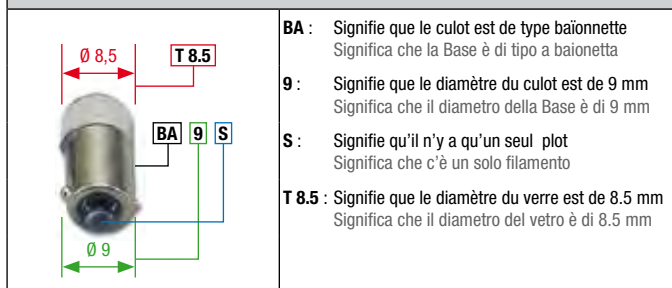 Ø 8,5
T 8.5
BA 9 S
Ø 9
BA : Signifie que le culot est de type baïonnette
Significa che la Base è di tipo a baionetta
9 : Signifie que le diamètre du culot est de 9 mm
Significa che il diametro della Base è di 9 mm
S : Signifie qu'il n'y a qu'un seul plot
Significa che c'è un solo filamento
T 8.5 : Signifie que le diamètre du verre est de 8.5 mm
Significa che il diametro del vetro è di 8.5 mm